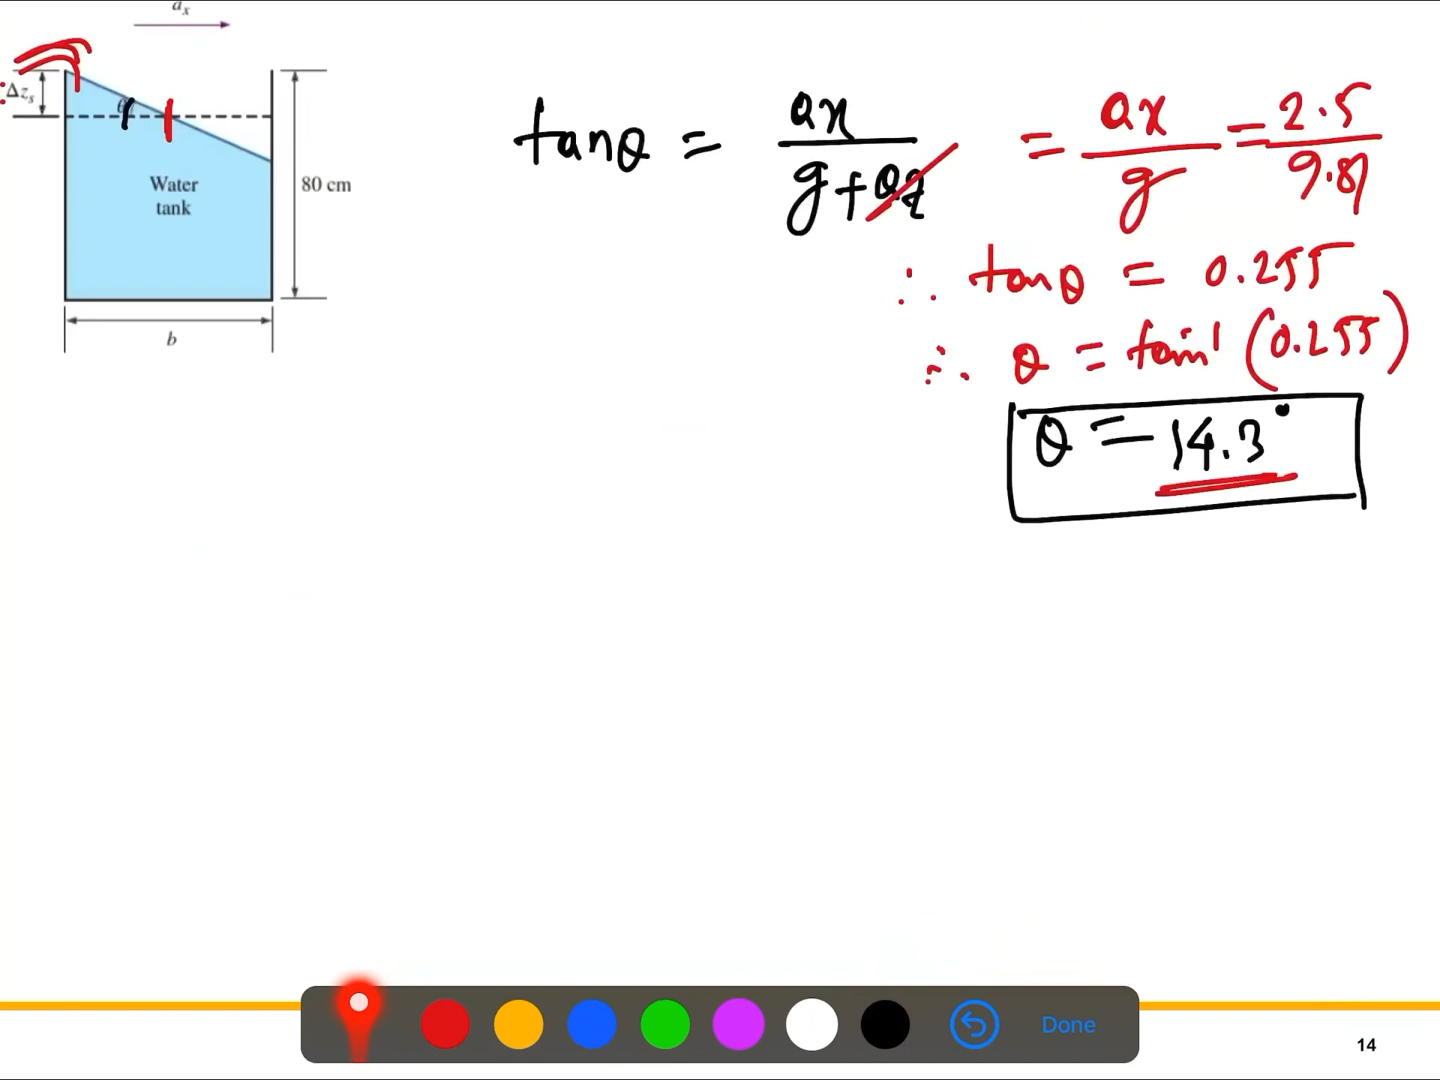 aₓ
Δzₛ
θ
Water
tank
80 cm
b
tanθ = ax / g + az = ax / g = 2.5 / 9.81
∴ tanθ = 0.255
∴ θ = tan⁻¹ (0.255)
θ = 14.3°
Done
14